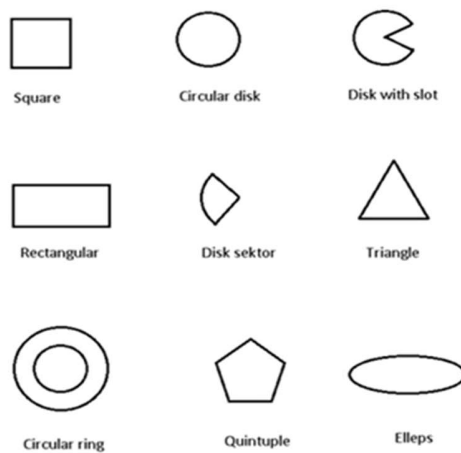 Square
Circular disk
Disk with slot
Rectangular
Disk sektor
Triangle
Circular ring
Quintuple
Elleps